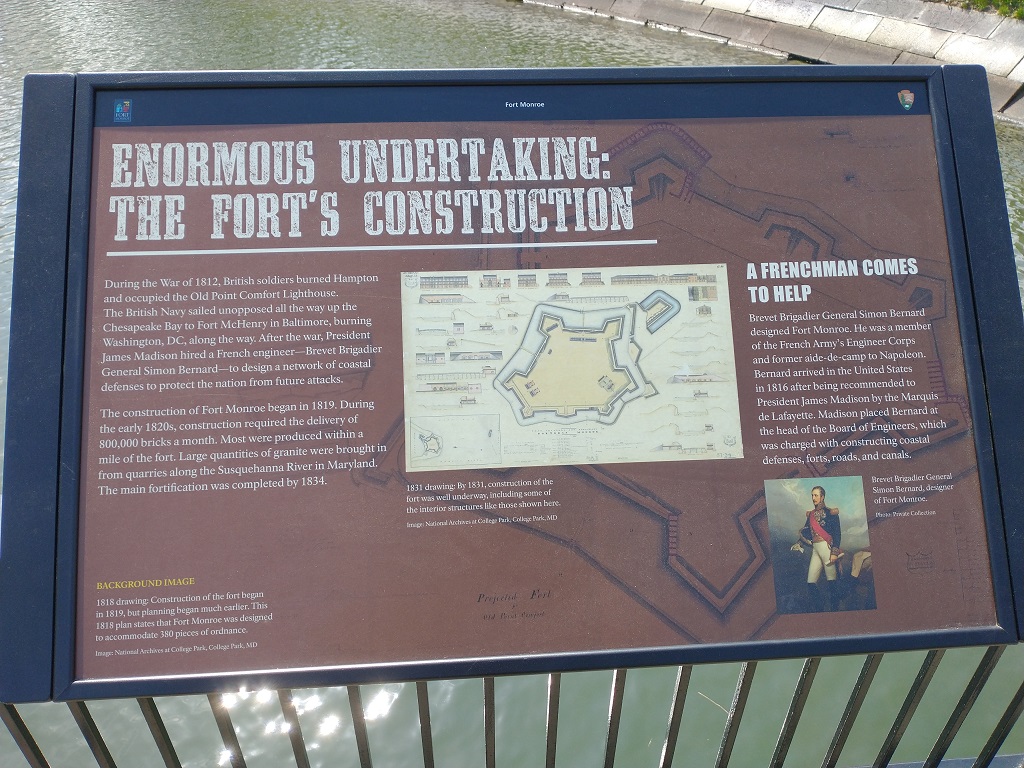 FORT
Fort Monroe
ENORMOUS UNDERTAKING:
THE FORT'S CONSTRUCTION
During the War of 1812, British soldiers burned Hampton
and occupied the Old Point Comfort Lighthouse.
The British Navy sailed unopposed all the way up the
Chesapeake Bay to Fort McHenry in Baltimore, burning
Washington, DC, along the way. After the war, President
James Madison hired a French engineer—Brevet Brigadier
General Simon Bernard—to design a network of coastal
defenses to protect the nation from future attacks.
The construction of Fort Monroe began in 1819. During
the early 1820s, construction required the delivery of
800,000 bricks a month. Most were produced within a
mile of the fort. Large quantities of granite were brought in
from quarries along the Susquehanna River in Maryland.
The main fortification was completed by 1834.
BACKGROUND IMAGE
1818 drawing: Construction of the fort began
in 1819, but planning began much earlier. This
1818 plan states that Fort Monroe was designed
to accommodate 380 pieces of ordnance.
Image: National Archives at College Park, College Park, MD
1831 drawing: By 1831, construction of the
fort was well underway, including some of
the interior structures like those shown here.
Image: National Archives at College Park, College Park, MD
A FRENCHMAN COMES
TO HELP
Brevet Brigadier General Simon Bernard
designed Fort Monroe. He was a member
of the French Army's Engineer Corps
and former aide-de-camp to Napoleon.
Bernard arrived in the United States
in 1816 after being recommended to
President James Madison by the Marquis
de Lafayette. Madison placed Bernard at
the head of the Board of Engineers, which
was charged with constructing coastal
defenses, forts, roads, and canals.
Brevet Brigadier General
Simon Bernard, designer
of Fort Monroe.
Photo: Private Collection
Fort
Old Point Comfort